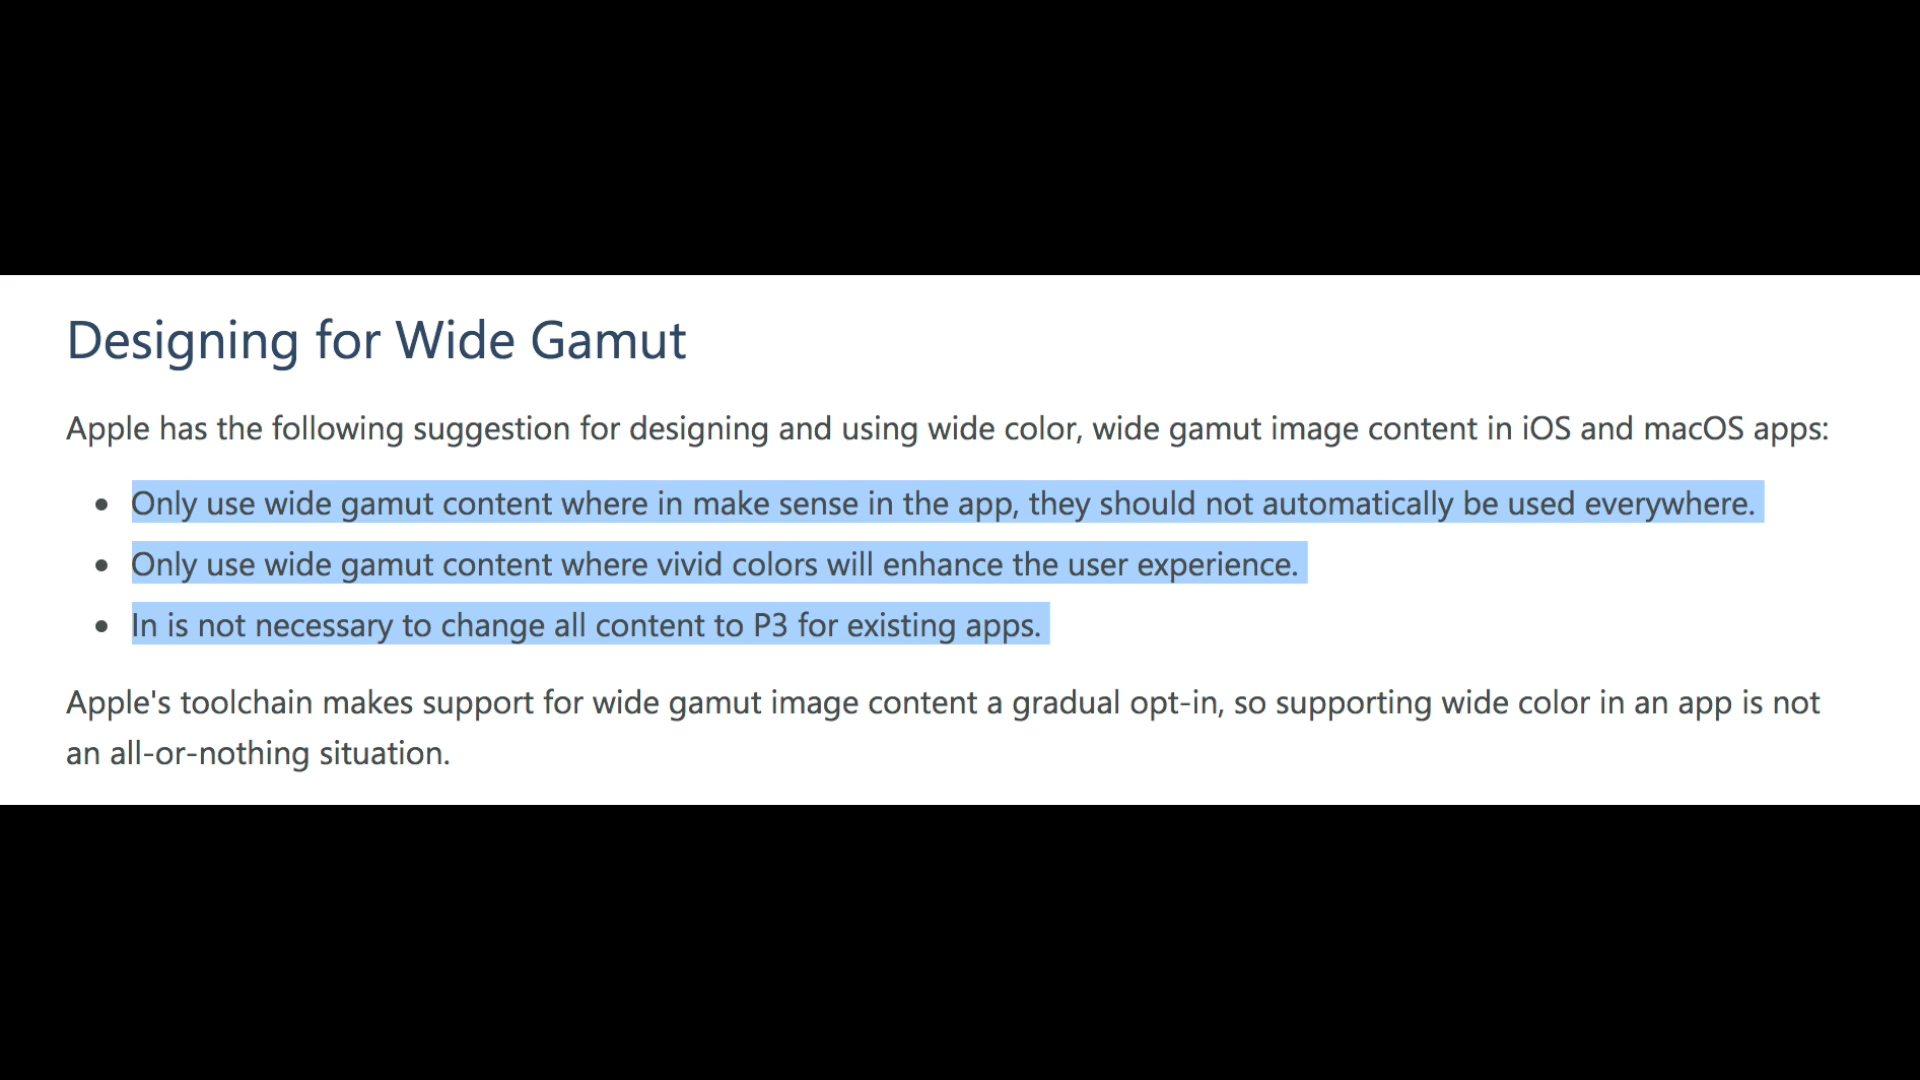 Designing for Wide Gamut
Apple has the following suggestion for designing and using wide color, wide gamut image content in iOS and macOS apps:
• Only use wide gamut content where in make sense in the app, they should not automatically be used everywhere.
• Only use wide gamut content where vivid colors will enhance the user experience.
• In is not necessary to change all content to P3 for existing apps.
Apple's toolchain makes support for wide gamut image content a gradual opt-in, so supporting wide color in an app is not
an all-or-nothing situation.